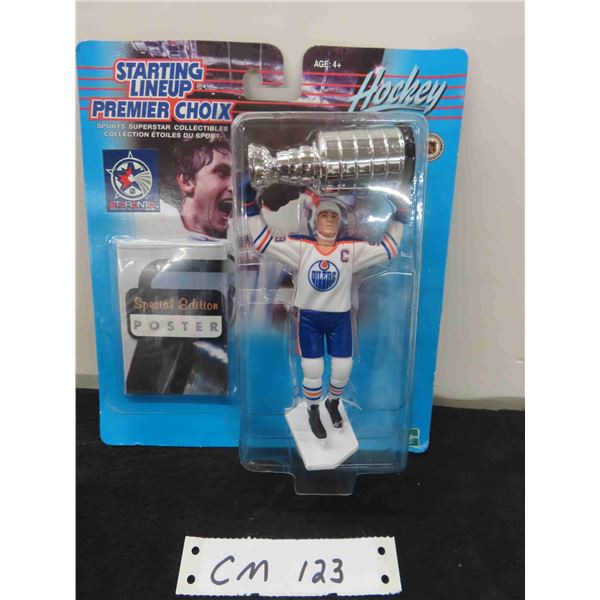 STARTING
LINEUP
PREMIER CHOIX
SPORTS SUPERSTAR COLLECTIBLES
COLLECTION ÉTOILES DU SPORT
AGE: 4+
Hockey
Special Edition
POSTER
C
OILERS
CM 123